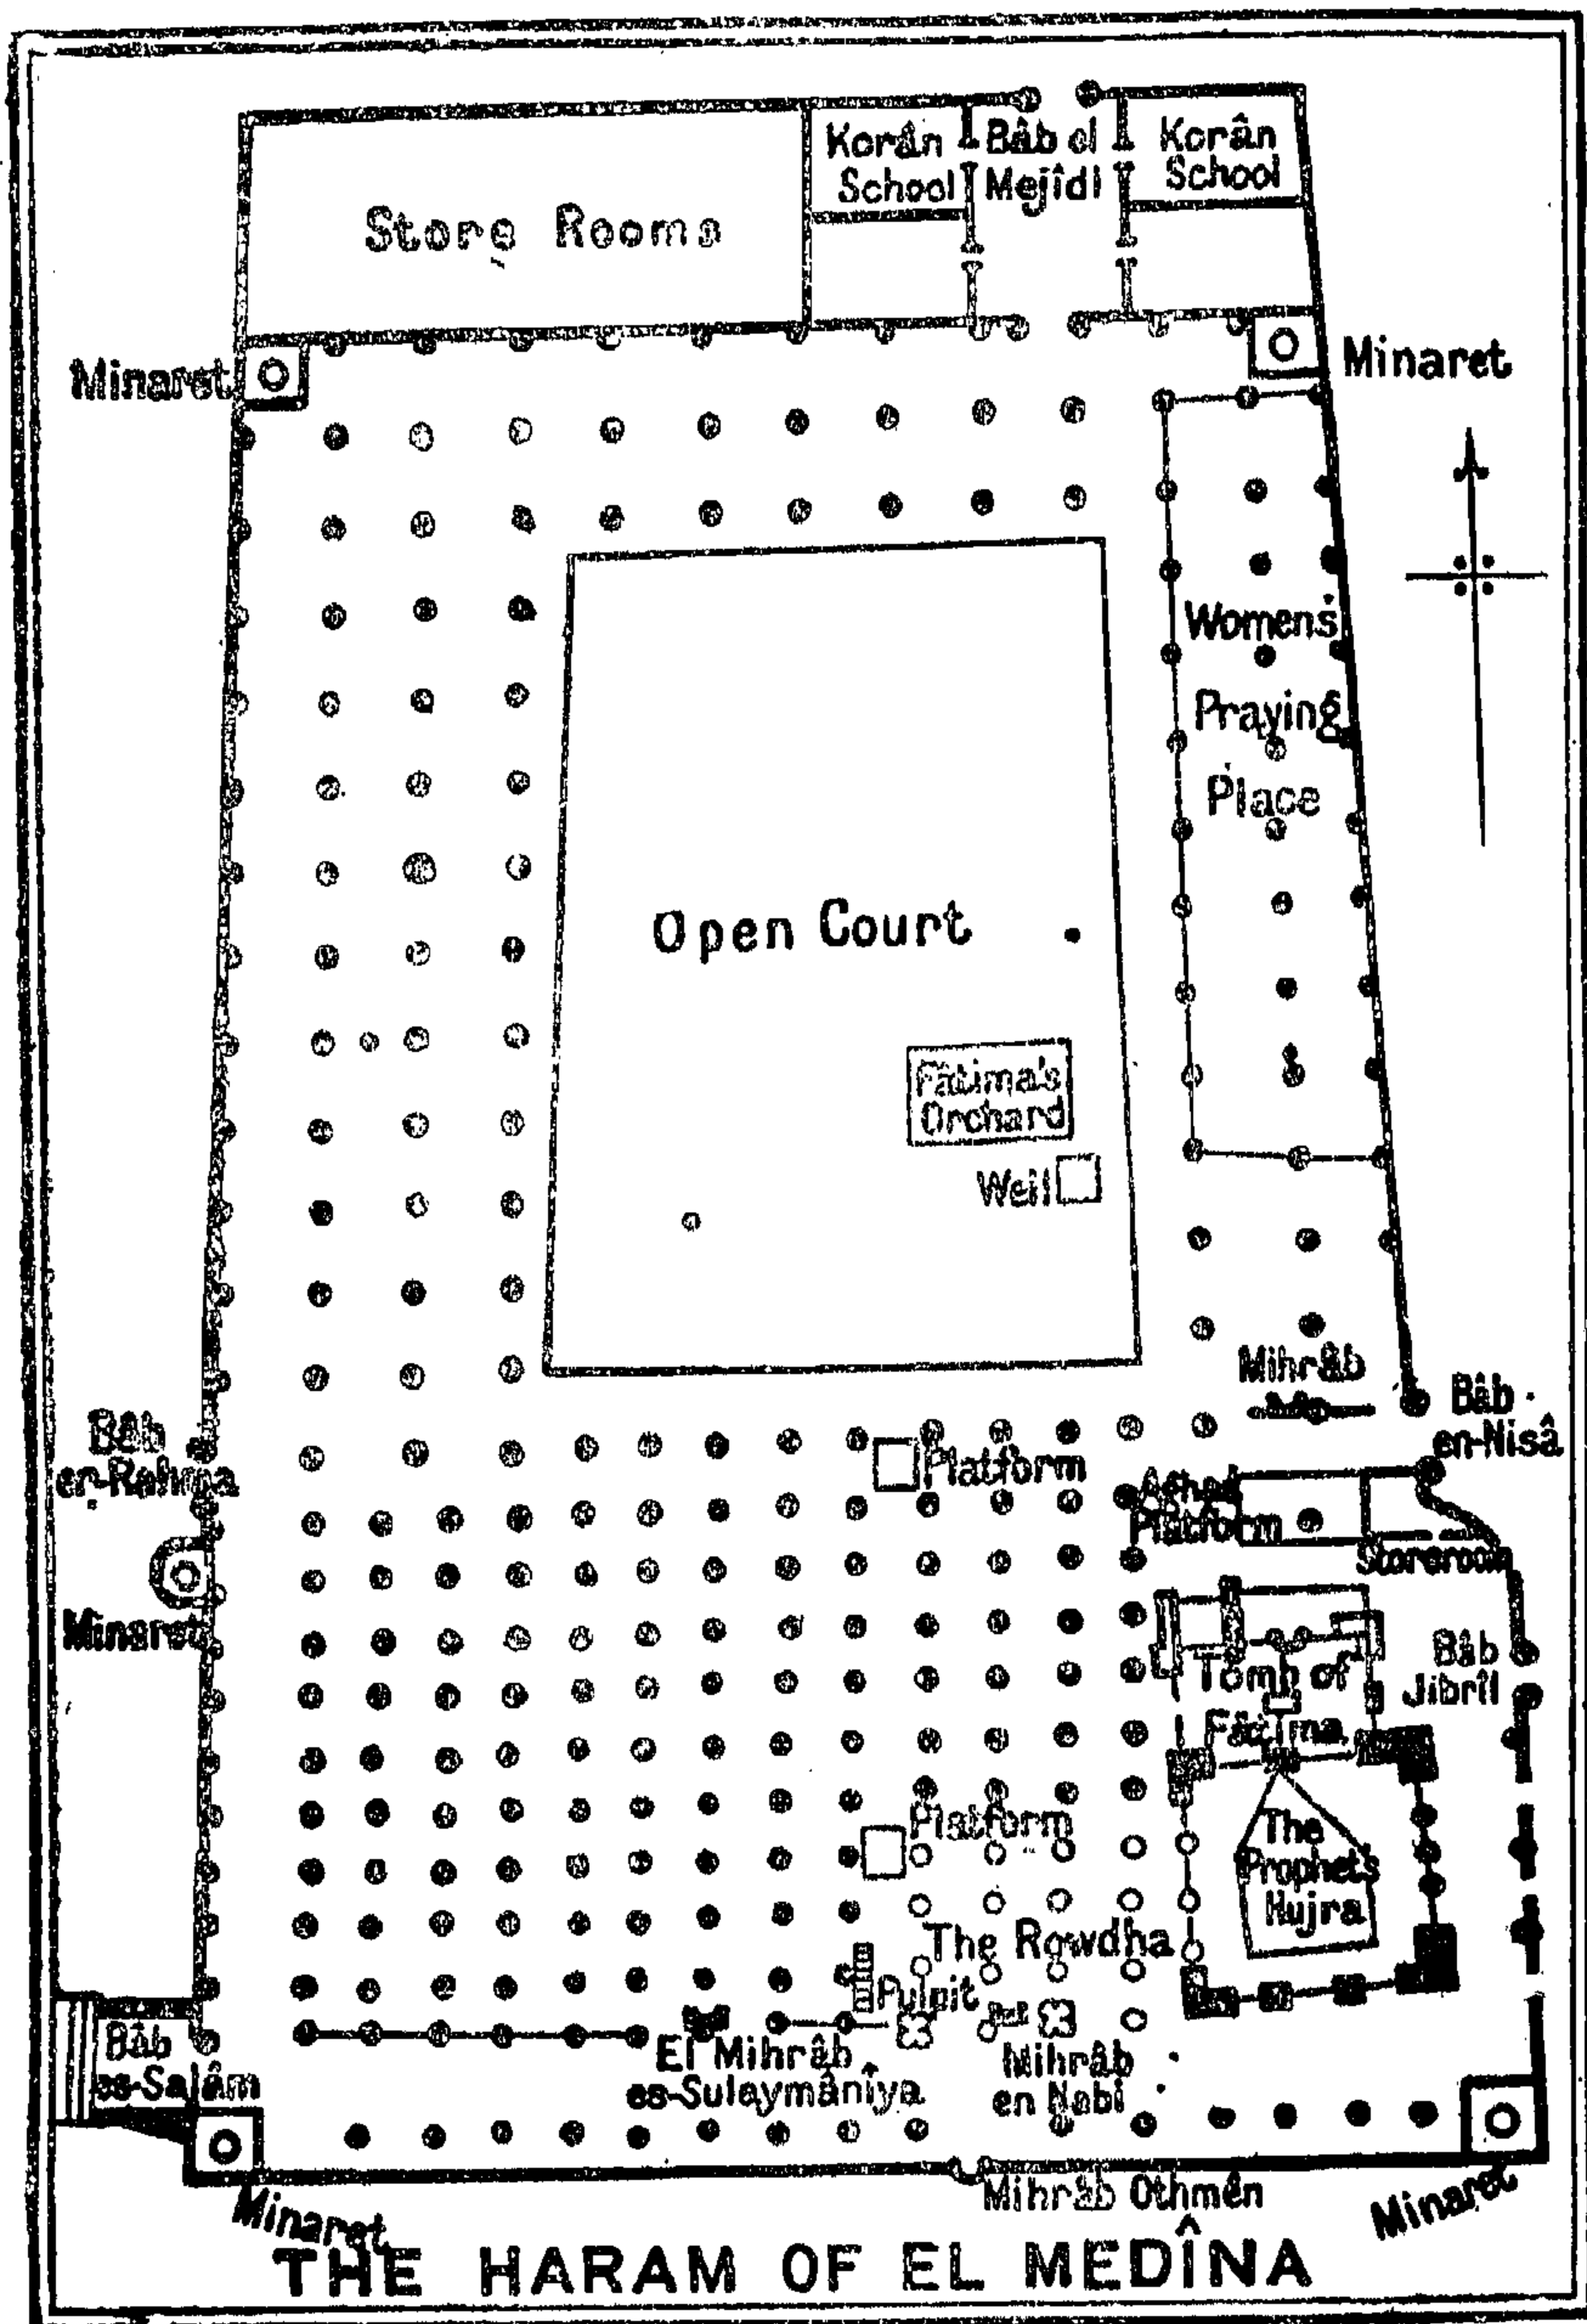 Korân
School
Bâb el
Mejîdi
Korân
School
Store Rooms
Minaret
Minaret
Womens'
Praying
Place
Open Court
Fâtima's
Orchard
Well
Mihrâb
Bâb
en-Nisâ
Bâb
er-Rahma
Platform
Platform
Storeroom
Minaret
Tomb of
Fâtima
Bâb
Jibrîl
Platform
The
Prophet's
Hujra
The Rowdha
Pulpit
Bâb
es-Salâm
El Mihrâb
es-Sulaymânîya
Mihrâb
en Nabi
Minaret
Mihrâb Othmên
Minaret
THE HARAM OF EL MEDÎNA